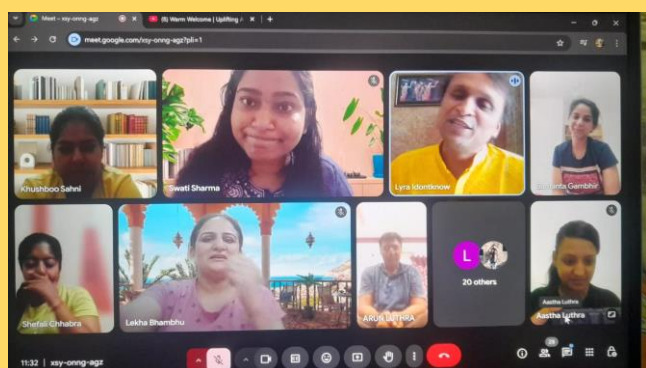 Meet – xsy-onng-agz
(5) Warm Welcome | Uplifting A
meet.google.com/xsy-onng-agz?pli=1
Khushboo Sahni
Swati Sharma
Lyra Idontknow
Gambhir
Shefali Chhabra
Lekha Bhambhu
ARUN LUTHRA
L
20 others
Aastha Luthra
Aastha Luthra
11:32 | xsy-onng-agz